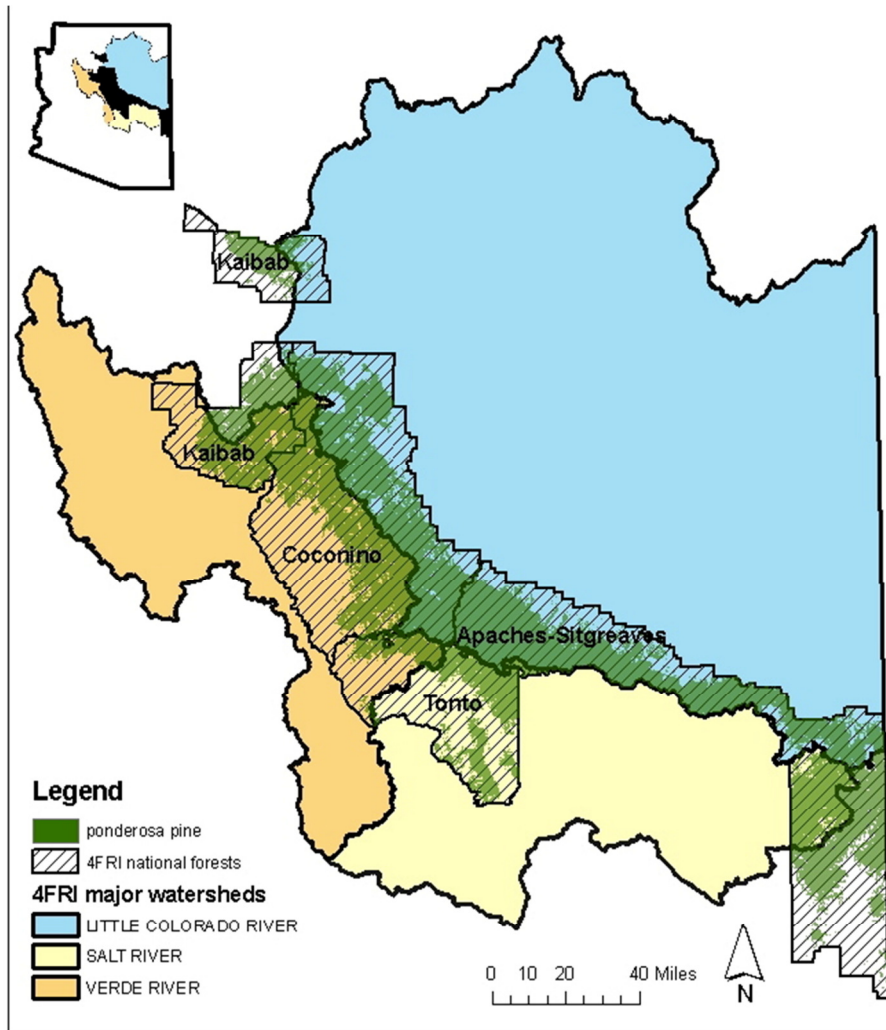 Kaibab
Kaibab
Coconino
Apaches-Sitgreaves
Tonto
Legend
ponderosa pine
4FRI national forests
4FRI major watersheds
LITTLE COLORADO RIVER
SALT RIVER
VERDE RIVER
0 10 20 40 Miles
N